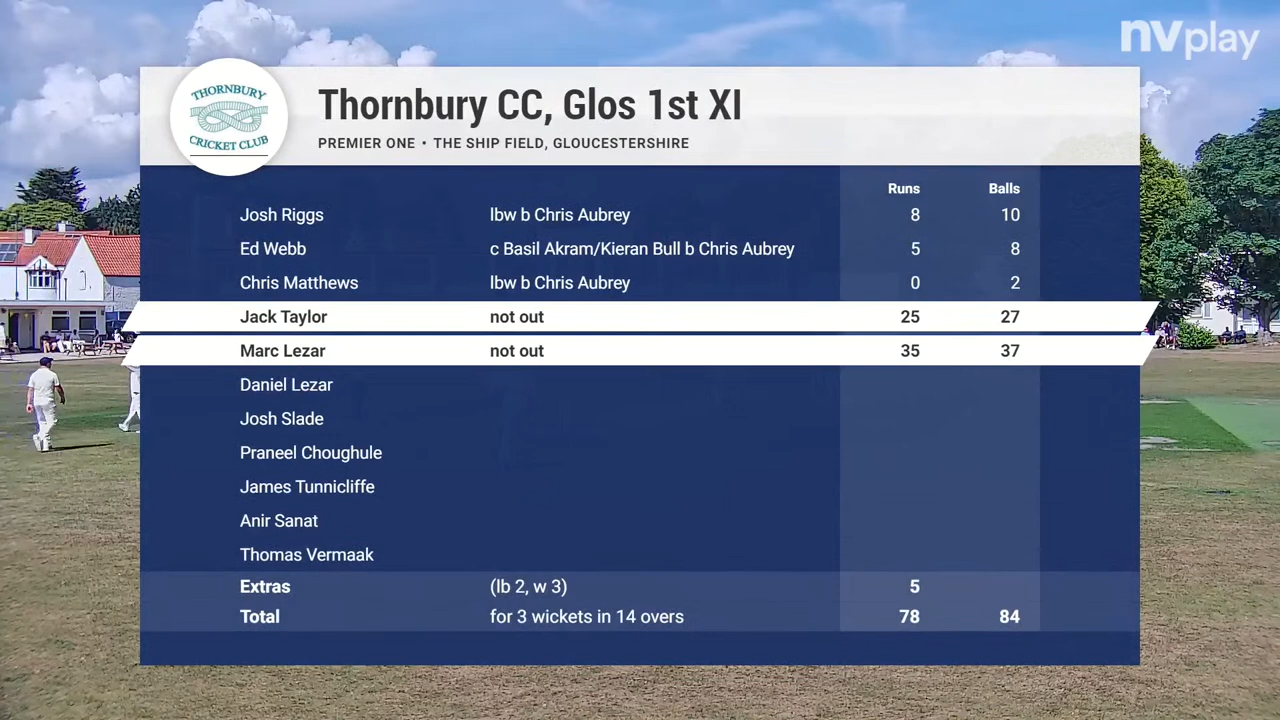 nvplay
THORNBURY
CRICKET CLUB
Thornbury CC, Glos 1st XI
PREMIER ONE • THE SHIP FIELD, GLOUCESTERSHIRE
Runs Balls
Josh Riggs lbw b Chris Aubrey 8 10
Ed Webb c Basil Akram/Kieran Bull b Chris Aubrey 5 8
Chris Matthews lbw b Chris Aubrey 0 2
Jack Taylor not out 25 27
Marc Lezar not out 35 37
Daniel Lezar
Josh Slade
Praneel Choughule
James Tunnicliffe
Anir Sanat
Thomas Vermaak
Extras (lb 2, w 3) 5
Total for 3 wickets in 14 overs 78 84